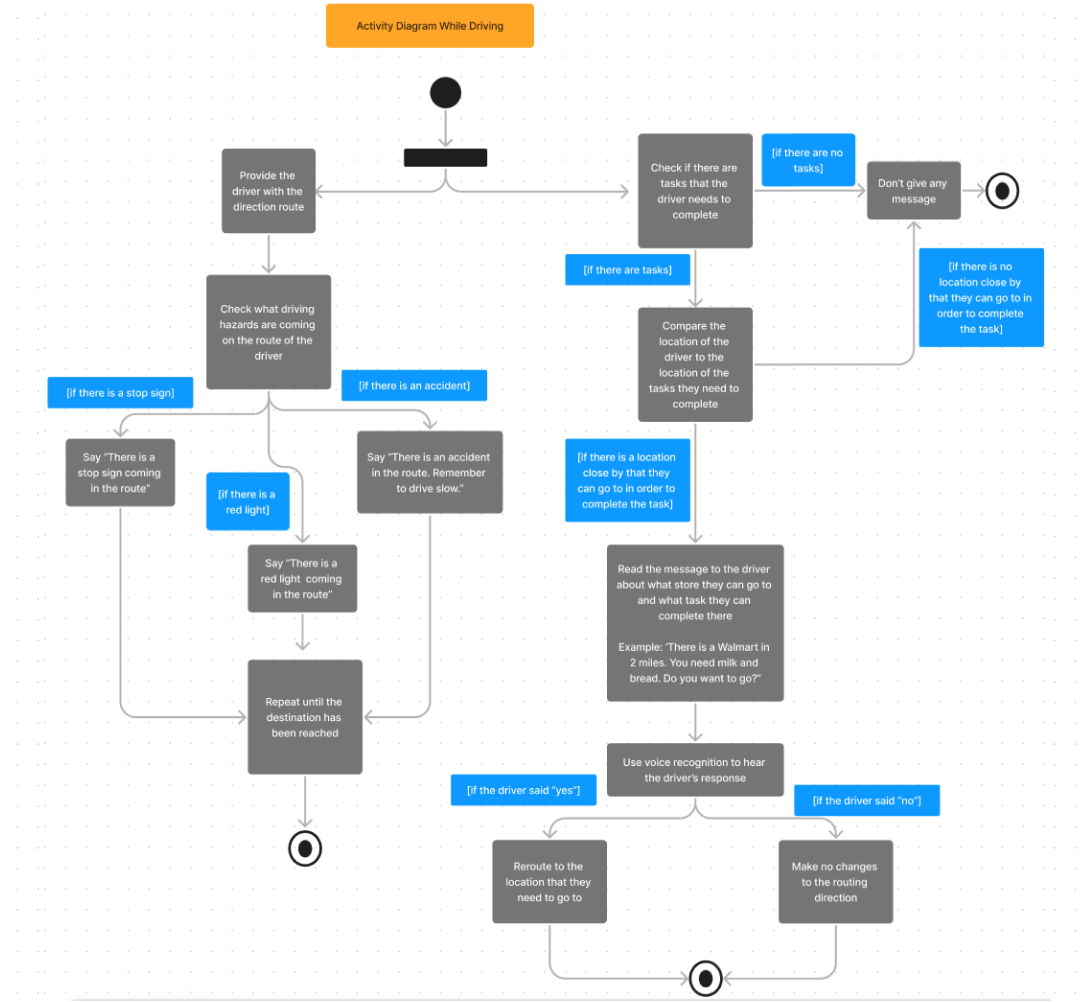 Activity Diagram While Driving
Provide the
driver with the
direction route
Check what driving
hazards are coming
on the route of the
driver
[if there is a stop sign]
[if there is an accident]
Say “There is a
stop sign coming
in the route”
[if there is a
red light]
Say “There is an accident
in the route. Remember
to drive slow.”
Say “There is a
red light coming
in the route”
Repeat until the
destination has
been reached
Check if there are
tasks that the
driver needs to
complete
[if there are no
tasks]
Don’t give any
message
[if there are tasks]
[if there is no
location close by
that they can go to in
order to complete
the task]
Compare the
location of the
driver to the
location of the
tasks they need to
complete
[if there is a location
close by that they
can go to in order to
complete the task]
Read the message to the driver
about what store they can go to
and what task they can
complete there
Example: ‘There is a Walmart in
2 miles. You need milk and
bread. Do you want to go?”
Use voice recognition to hear
the driver’s response
[if the driver said “yes”]
[if the driver said “no”]
Reroute to the
location that they
need to go to
Make no changes
to the routing
direction